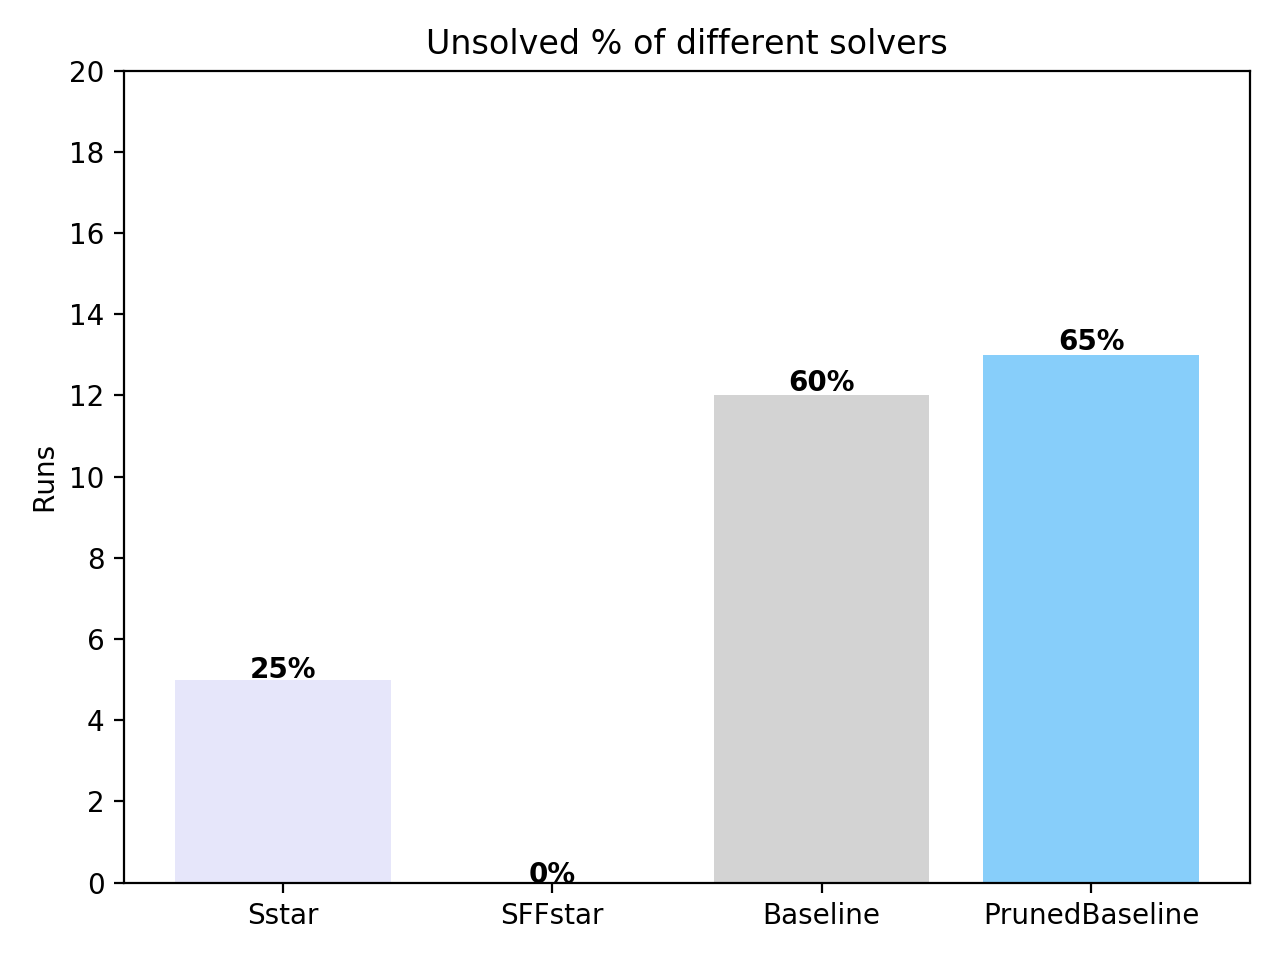 Unsolved % of different solvers
20
18
16
14
12
10
8
6
4
2
0
Runs
25%
0%
60%
65%
Sstar
SFFstar
Baseline
PrunedBaseline